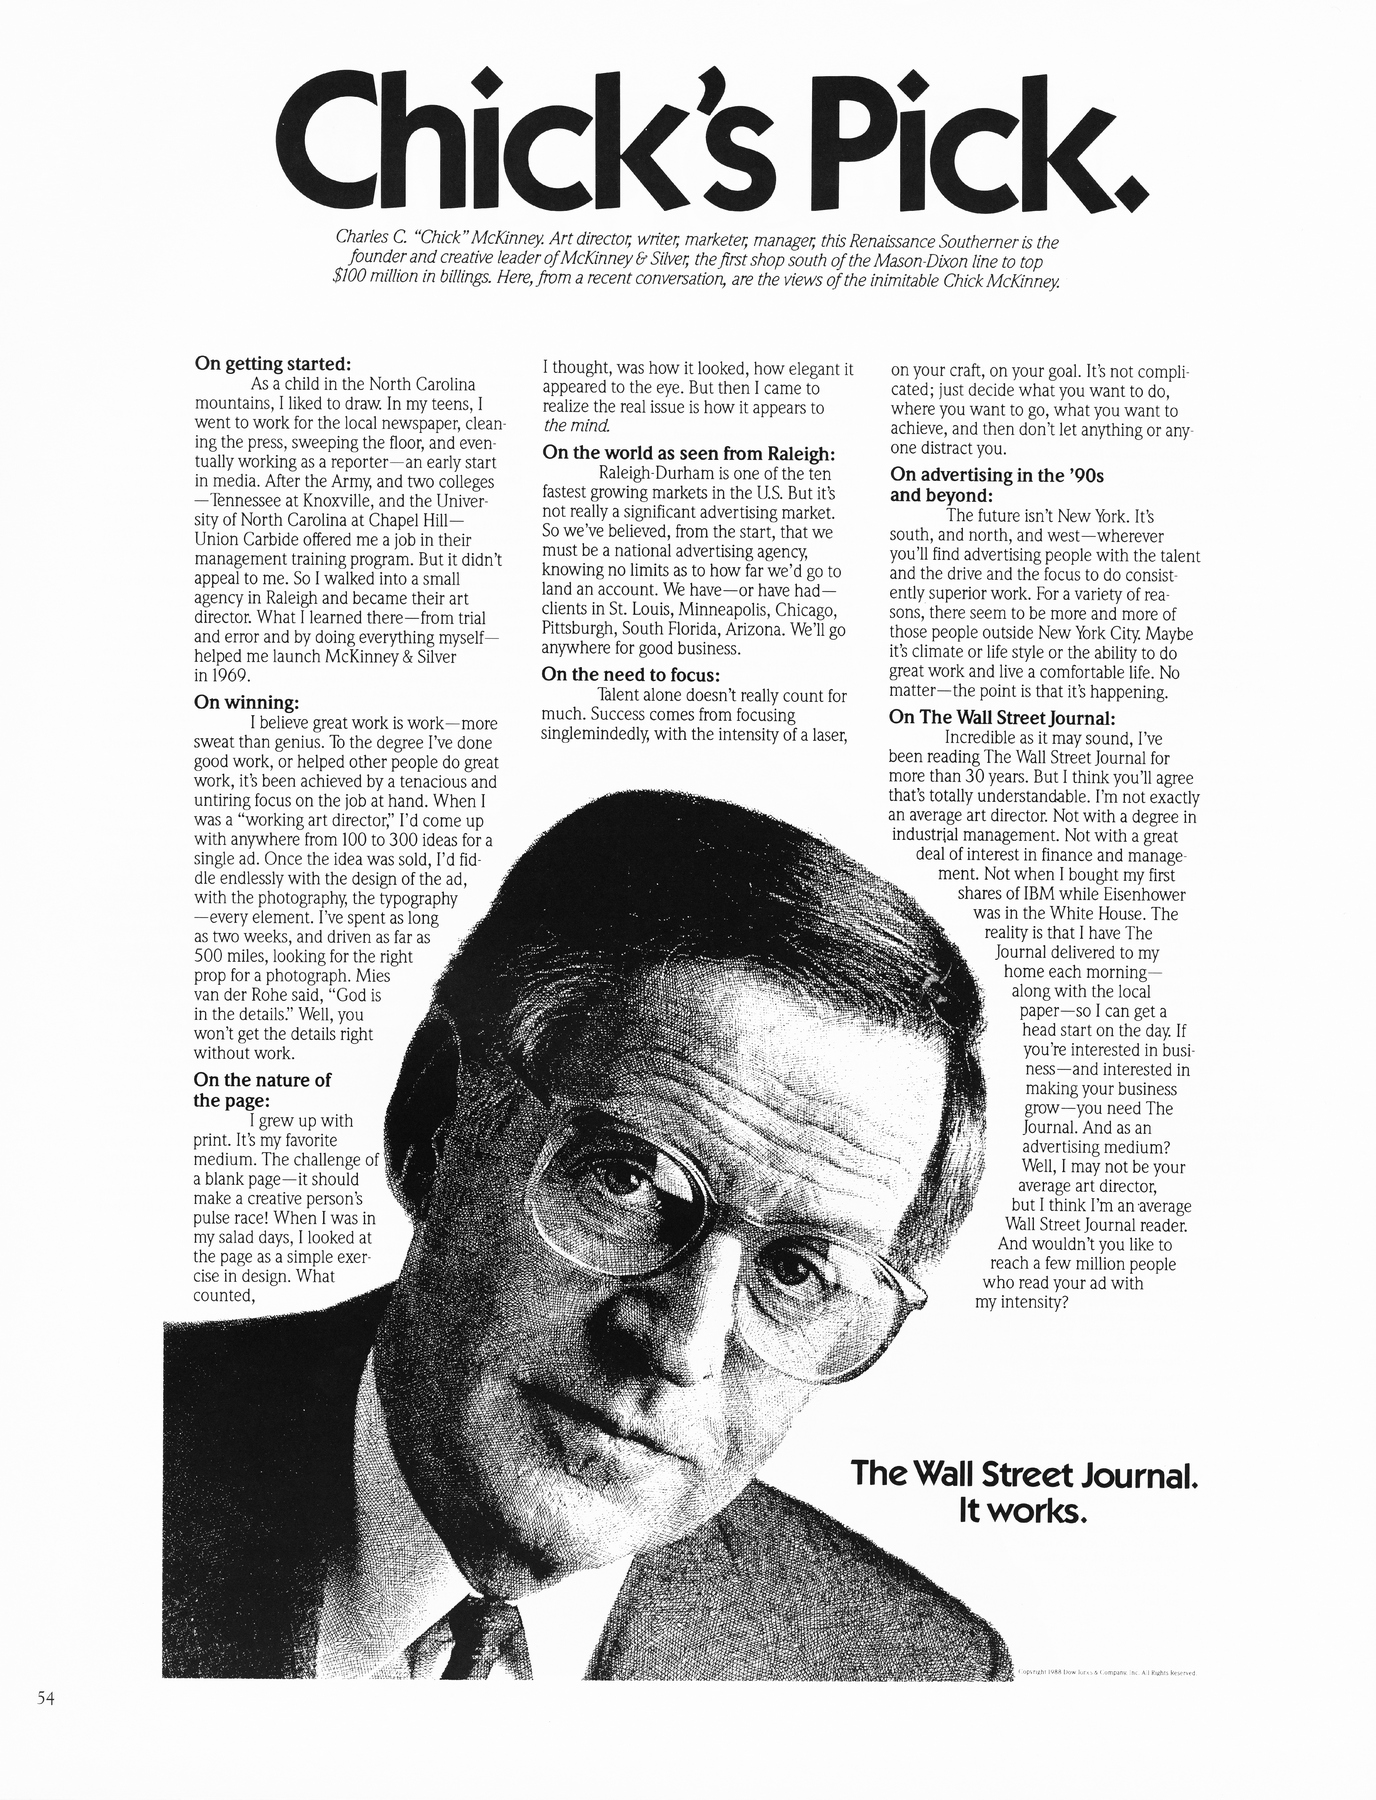 Chick's Pick.
Charles C. “Chick” McKinney. Art director, writer, marketer, manager, this Renaissance Southerner is the
founder and creative leader of McKinney & Silver, the first shop south of the Mason-Dixon line to top
$100 million in billings. Here, from a recent conversation, are the views of the inimitable Chick McKinney.
On getting started:
As a child in the North Carolina
mountains, I liked to draw. In my teens, I
went to work for the local newspaper, clean-
ing the press, sweeping the floor, and even-
tually working as a reporter—an early start
in media. After the Army, and two colleges
—Tennessee at Knoxville, and the Univer-
sity of North Carolina at Chapel Hill—
Union Carbide offered me a job in their
management training program. But it didn't
appeal to me. So I walked into a small
agency in Raleigh and became their art
director. What I learned there—from trial
and error and by doing everything myself—
helped me launch McKinney & Silver
in 1969.
On winning:
I believe great work is work—more
sweat than genius. To the degree I've done
good work, or helped other people do great
work, it's been achieved by a tenacious and
untiring focus on the job at hand. When I
was a “working art director,” I'd come up
with anywhere from 100 to 300 ideas for a
single ad. Once the idea was sold, I'd fid-
dle endlessly with the design of the ad,
with the photography, the typography
—every element. I've spent as long
as two weeks, and driven as far as
500 miles, looking for the right
prop for a photograph. Mies
van der Rohe said, “God is
in the details.” Well, you
won't get the details right
without work.
On the nature of
the page:
I grew up with
print. It's my favorite
medium. The challenge of
a blank page—it should
make a creative person's
pulse race! When I was in
my salad days, I looked at
the page as a simple exer-
cise in design. What
counted,
I thought, was how it looked, how elegant it
appeared to the eye. But then I came to
realize the real issue is how it appears to
the mind.
On the world as seen from Raleigh:
Raleigh-Durham is one of the ten
fastest growing markets in the U.S. But it's
not really a significant advertising market.
So we've believed, from the start, that we
must be a national advertising agency,
knowing no limits as to how far we'd go to
land an account. We have—or have had—
clients in St. Louis, Minneapolis, Chicago,
Pittsburgh, South Florida, Arizona. We'll go
anywhere for good business.
On the need to focus:
Talent alone doesn't really count for
much. Success comes from focusing
singlemindedly, with the intensity of a laser,
on your craft, on your goal. It's not compli-
cated; just decide what you want to do,
where you want to go, what you want to
achieve, and then don't let anything or any-
one distract you.
On advertising in the '90s
and beyond:
The future isn't New York. It's
south, and north, and west—wherever
you'll find advertising people with the talent
and the drive and the focus to do consist-
ently superior work. For a variety of rea-
sons, there seem to be more and more of
those people outside New York City. Maybe
it's climate or life style or the ability to do
great work and live a comfortable life. No
matter—the point is that it's happening.
On The Wall Street Journal:
Incredible as it may sound, I've
been reading The Wall Street Journal for
more than 30 years. But I think you'll agree
that's totally understandable. I'm not exactly
an average art director. Not with a degree in
industrial management. Not with a great
deal of interest in finance and manage-
ment. Not when I bought my first
shares of IBM while Eisenhower
was in the White House. The
reality is that I have The
Journal delivered to my
home each morning—
along with the local
paper—so I can get a
head start on the day. If
you're interested in busi-
ness—and interested in
making your business
grow—you need The
Journal. And as an
advertising medium?
Well, I may not be your
average art director,
but I think I'm an average
Wall Street Journal reader.
And wouldn't you like to
reach a few million people
who read your ad with
my intensity?
The Wall Street Journal.
It works.
Copyright 1988 Dow Jones & Company, Inc. All Rights Reserved.
54